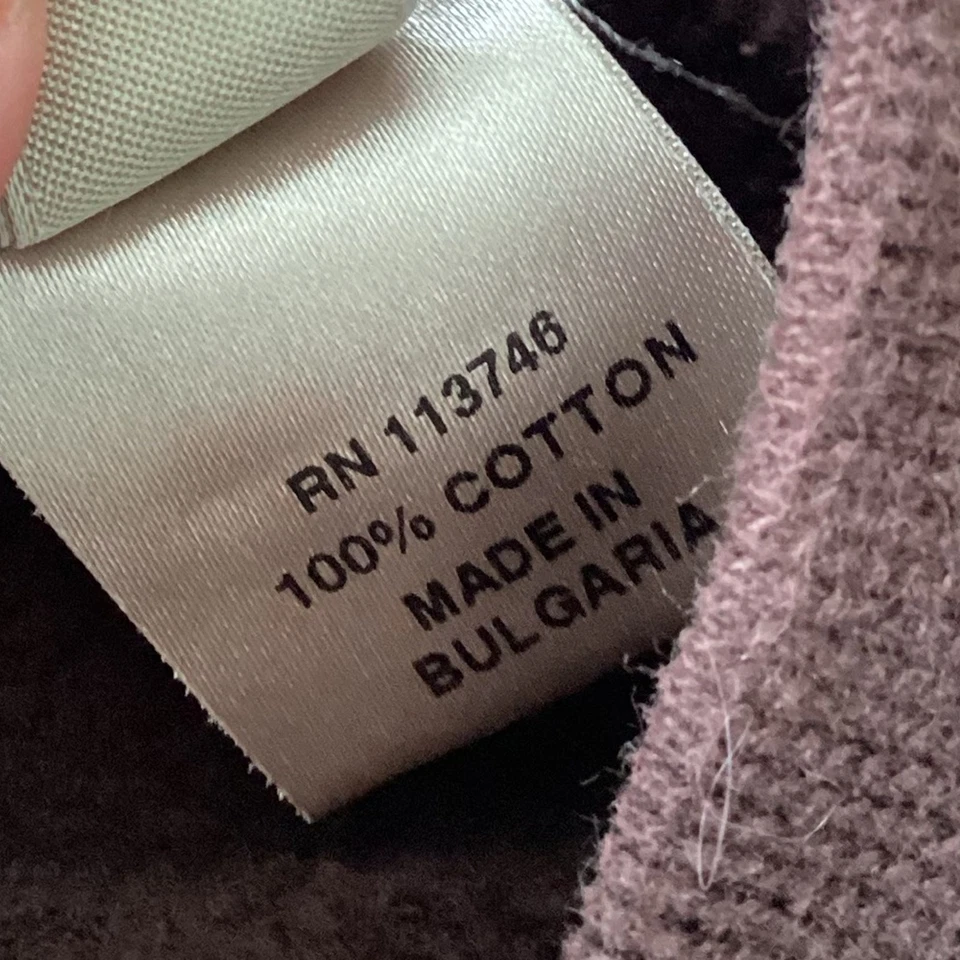 RN 113746
100% COTTON
MADE IN
BULGARIA